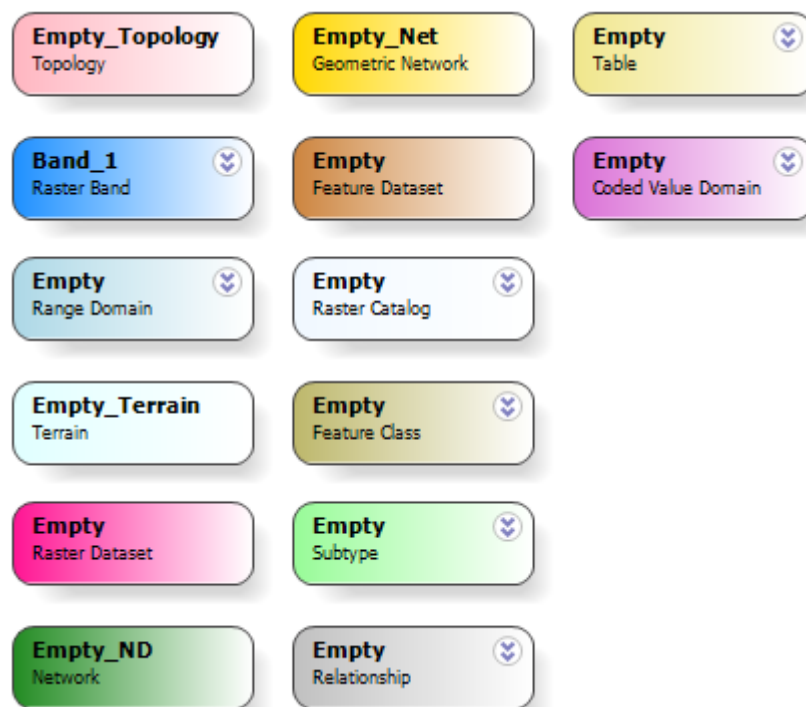 Empty_Topology
Topology
Empty_Net
Geometric Network
Empty
Table
Band_1
Raster Band
Empty
Feature Dataset
Empty
Coded Value Domain
Empty
Range Domain
Empty
Raster Catalog
Empty_Terrain
Terrain
Empty
Feature Class
Empty
Raster Dataset
Empty
Subtype
Empty_ND
Network
Empty
Relationship